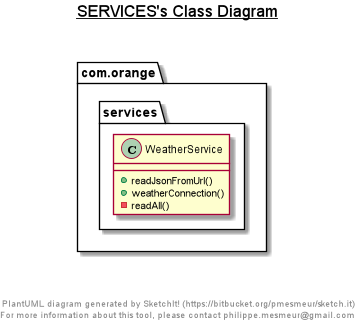 SERVICES's Class Diagram
com.orange
services
C WeatherService
readJsonFromUrl()
weatherConnection()
readAll()
PlantUML diagram generated by SketchIt! (https://bitbucket.org/pmesmeur/sketch.it)
For more information about this tool, please contact philippe.mesmeur@gmail.com